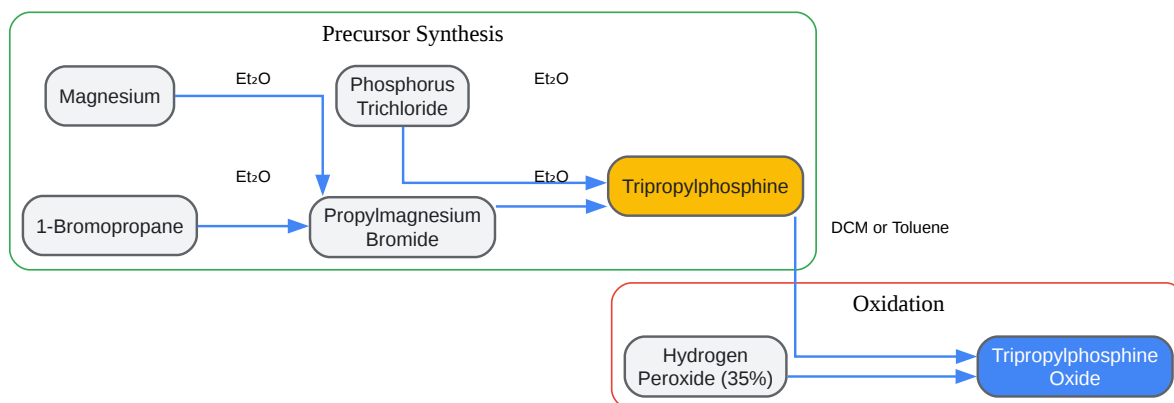 Precursor Synthesis
Et₂O
Et₂O
Magnesium
Phosphorus
Trichloride
Et₂O
Et₂O
Tripropylphosphine
1-Bromopropane
Propylmagnesium
Bromide
DCM or Toluene
Oxidation
Hydrogen
Peroxide (35%)
Tripropylphosphine
Oxide